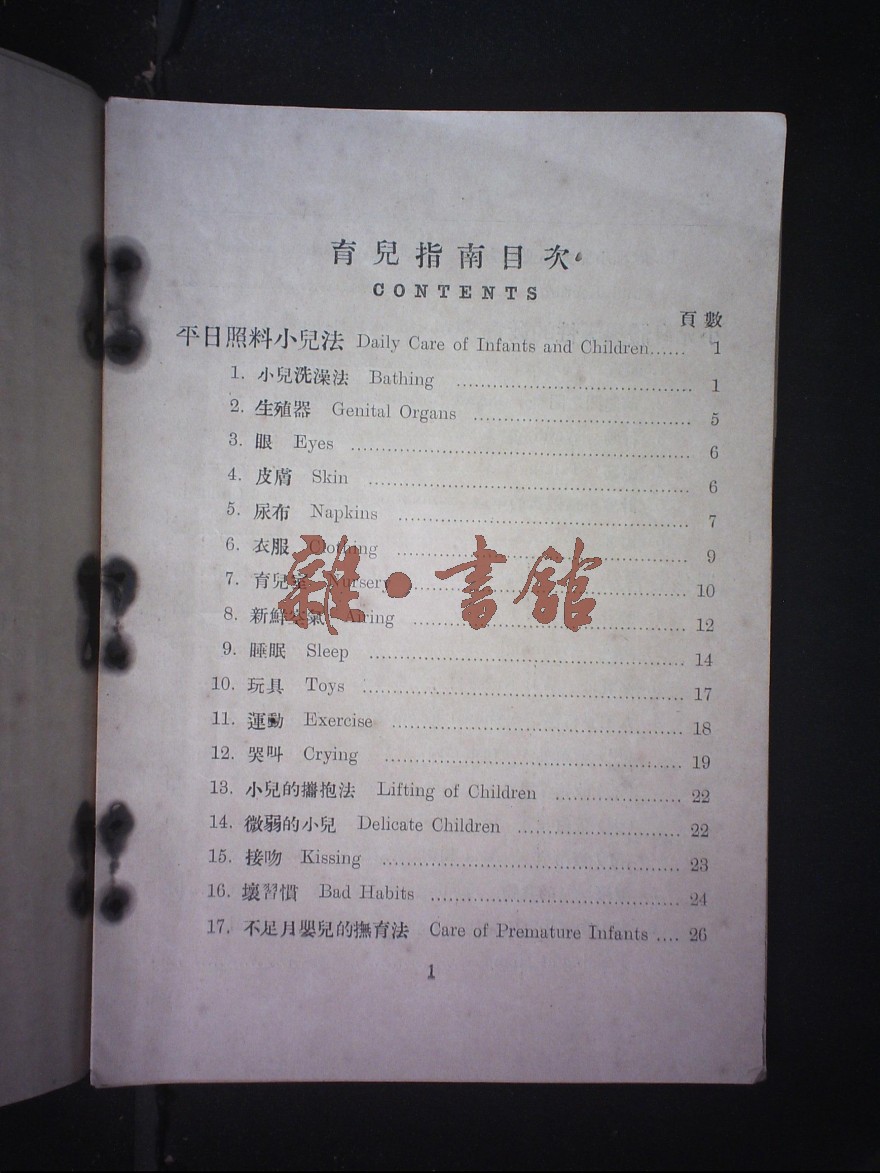 育兒指南目次
CONTENTS
頁數
平日照料小兒法 Daily Care of Infants and Children...... 1
1. 小兒洗澡法 Bathing ........................................ 1
2. 生殖器 Genital Organs ..................................... 5
3. 眼 Eyes .......................................................... 6
4. 皮膚 Skin ....................................................... 6
5. 尿布 Napkins .................................................. 7
6. 衣服 Clothing .................................................. 9
7. 育兒室 Nursery ................................................ 10
8. 新鮮空氣 Airing ............................................... 12
9. 睡眠 Sleep ...................................................... 14
10. 玩具 Toys ....................................................... 17
11. 運動 Exercise .................................................. 18
12. 哭叫 Crying .................................................... 19
13. 小兒的攜抱法 Lifting of Children ...................... 22
14. 微弱的小兒 Delicate Children ............................ 22
15. 接吻 Kissing .................................................... 23
16. 壞習慣 Bad Habits ............................................ 24
17. 不足月嬰兒的撫育法 Care of Premature Infants .... 26
1
雜·書館